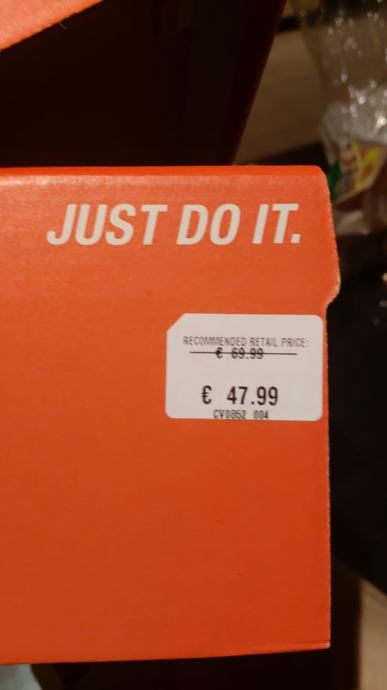 JUST DO IT.
RECOMMENDED RETAIL PRICE:
€ 69.99
€ 47.99
CV0852 004